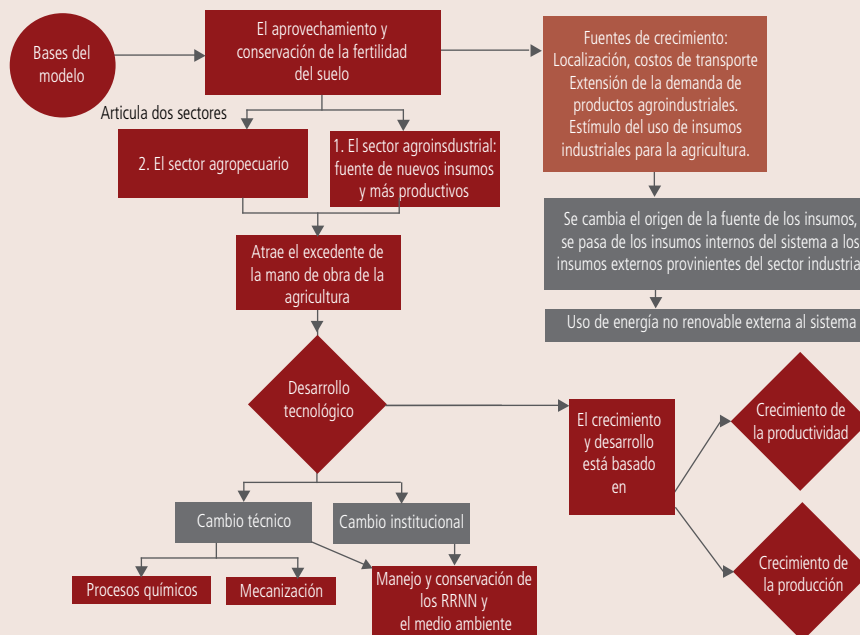 Bases del
modelo
El aprovechamiento y
conservación de la fertilidad
del suelo
Fuentes de crecimiento:
Localización, costos de transporte
Extensión de la demanda de
productos agroindustriales.
Estímulo del uso de insumos
industriales para la agricultura.
Articula dos sectores
2. El sector agropecuario
1. El sector agroinsdustrial:
fuente de nuevos insumos
y más productivos
Se cambia el origen de la fuente de los insumos,
se pasa de los insumos internos del sistema a los
insumos externos provinientes del sector industria
Atrae el excedente de
la mano de obra de la
agricultura
Uso de energía no renovable externa al sistema
Desarrollo
tecnológico
El crecimiento
y desarrollo
está basado
en
Crecimiento de
la productividad
Cambio técnico
Cambio institucional
Procesos químicos
Mecanización
Manejo y conservación de
los RRNN y
el medio ambiente
Crecimiento de
la producción